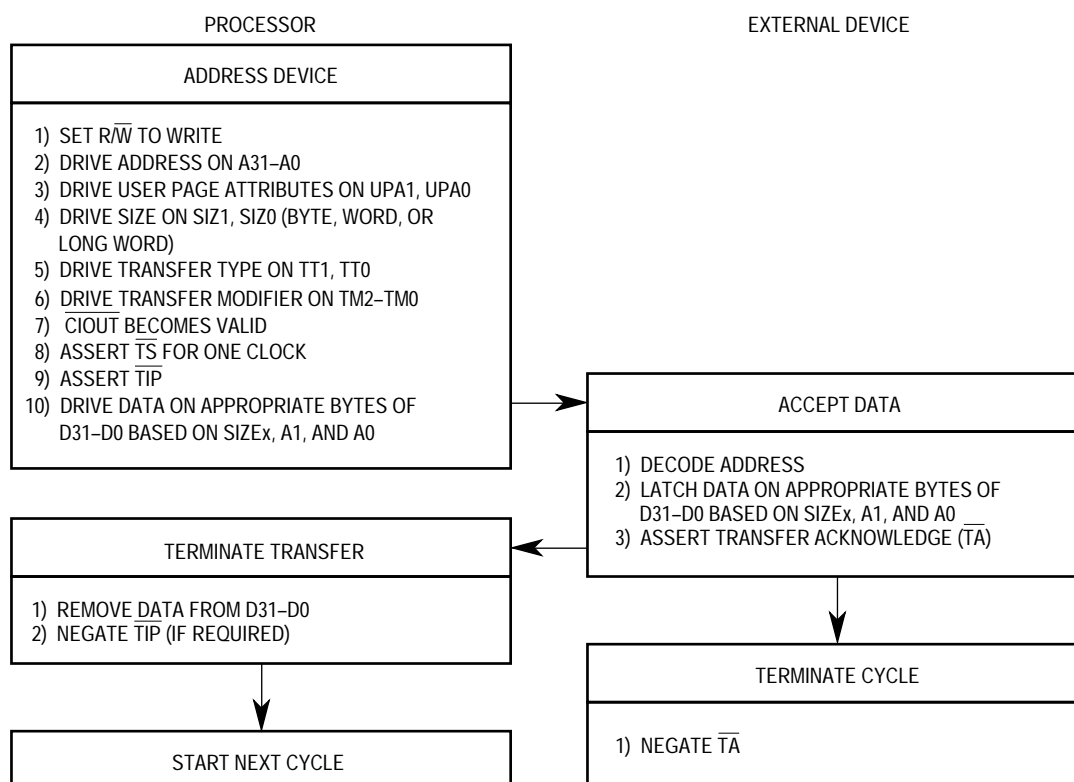 PROCESSOR
EXTERNAL DEVICE
ADDRESS DEVICE
1) SET R/W̅ TO WRITE
2) DRIVE ADDRESS ON A31–A0
3) DRIVE USER PAGE ATTRIBUTES ON UPA1, UPA0
4) DRIVE SIZE ON SIZ1, SIZ0 (BYTE, WORD, OR
LONG WORD)
5) DRIVE TRANSFER TYPE ON TT1, TT0
6) DRIVE TRANSFER MODIFIER ON TM2–TM0
7) C̅I̅O̅U̅T̅ BECOMES VALID
8) ASSERT T̅S̅ FOR ONE CLOCK
9) ASSERT T̅I̅P̅
10) DRIVE DATA ON APPROPRIATE BYTES OF
D31–D0 BASED ON SIZEx, A1, AND A0
ACCEPT DATA
1) DECODE ADDRESS
2) LATCH DATA ON APPROPRIATE BYTES OF
D31–D0 BASED ON SIZEx, A1, AND A0
3) ASSERT TRANSFER ACKNOWLEDGE (T̅A̅)
TERMINATE TRANSFER
1) REMOVE DATA FROM D31–D0
2) NEGATE T̅I̅P̅ (IF REQUIRED)
TERMINATE CYCLE
1) NEGATE T̅A̅
START NEXT CYCLE